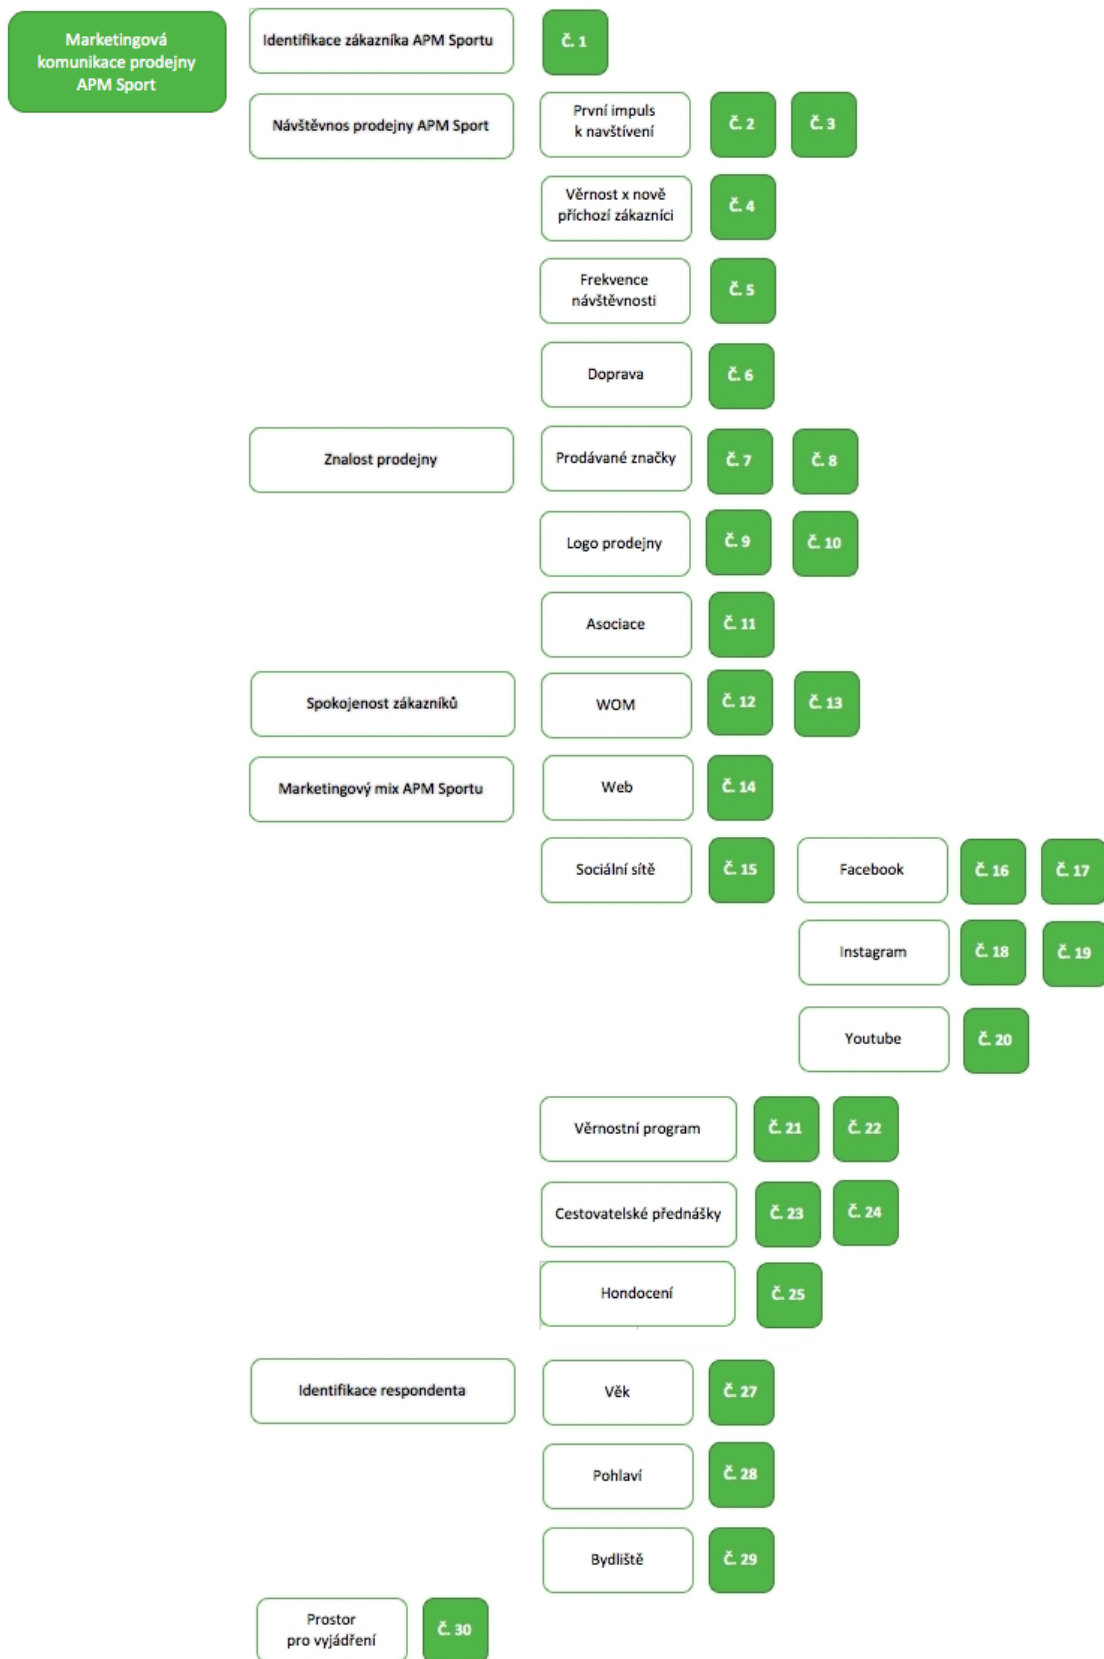 Marketingová
komunikace prodejny
APM Sport
Identifikace zákazníka APM Sportu
Č. 1
Návštěvnos prodejny APM Sport
První impuls
k navštívení
Č. 2
Č. 3
Věrnost x nově
příchozí zákazníci
Č. 4
Frekvence
návštěvnosti
Č. 5
Doprava
Č. 6
Znalost prodejny
Prodávané značky
Č. 7
Č. 8
Logo prodejny
Č. 9
Č. 10
Asociace
Č. 11
Spokojenost zákazníků
WOM
Č. 12
Č. 13
Marketingový mix APM Sportu
Web
Č. 14
Sociální sítě
Č. 15
Facebook
Č. 16
Č. 17
Instagram
Č. 18
Č. 19
Youtube
Č. 20
Věrnostní program
Č. 21
Č. 22
Cestovatelské přednášky
Č. 23
Č. 24
Hondocení
Č. 25
Identifikace respondenta
Věk
Č. 27
Pohlaví
Č. 28
Bydliště
Č. 29
Prostor
pro vyjádření
Č. 30